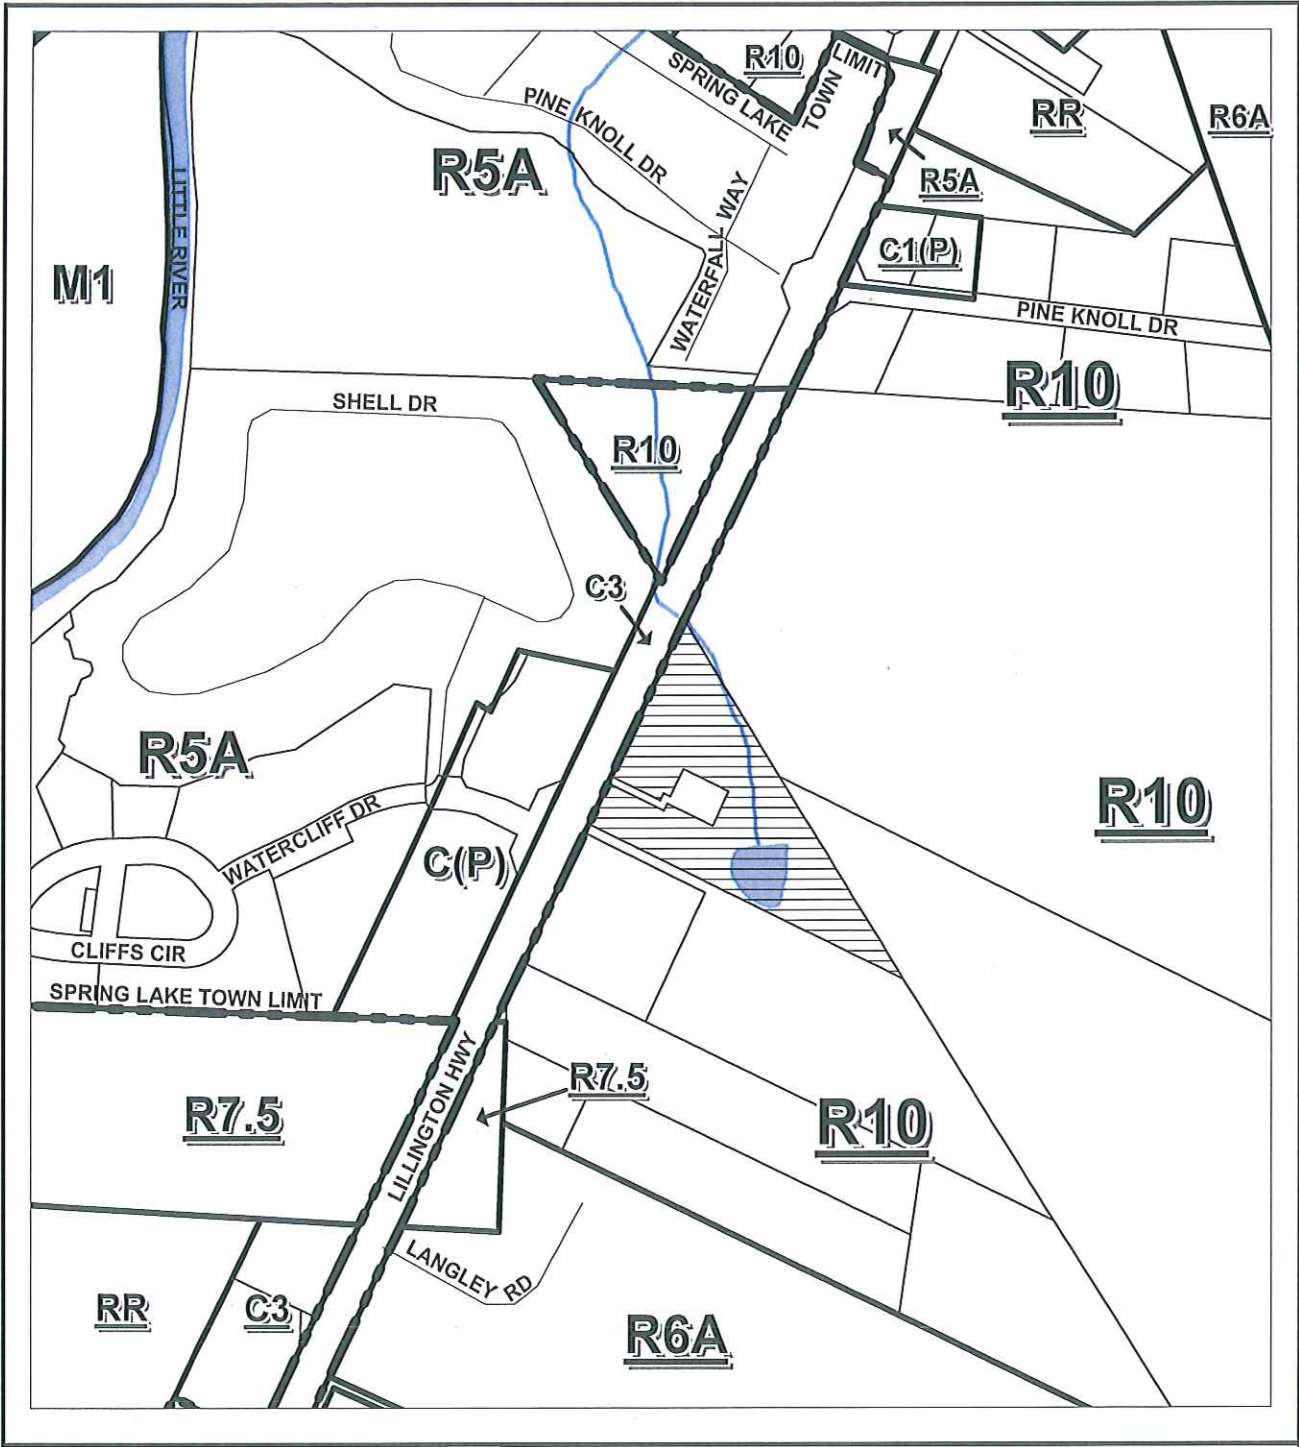 R10
SPRING LAKE
TOWN
LIMIT
RR
R6A
PINE KNOLL DR
R5A
R5A
WATERFALL WAY
C1(P)
LITTLE RIVER
M1
PINE KNOLL DR
R10
SHELL DR
R10
C3
R5A
R10
WATERCLIFF DR
C(P)
CLIFFS CIR
SPRING LAKE TOWN LIMIT
LILLINGTON HWY
R7.5
R7.5
R10
LANGLEY RD
RR
C3
R6A